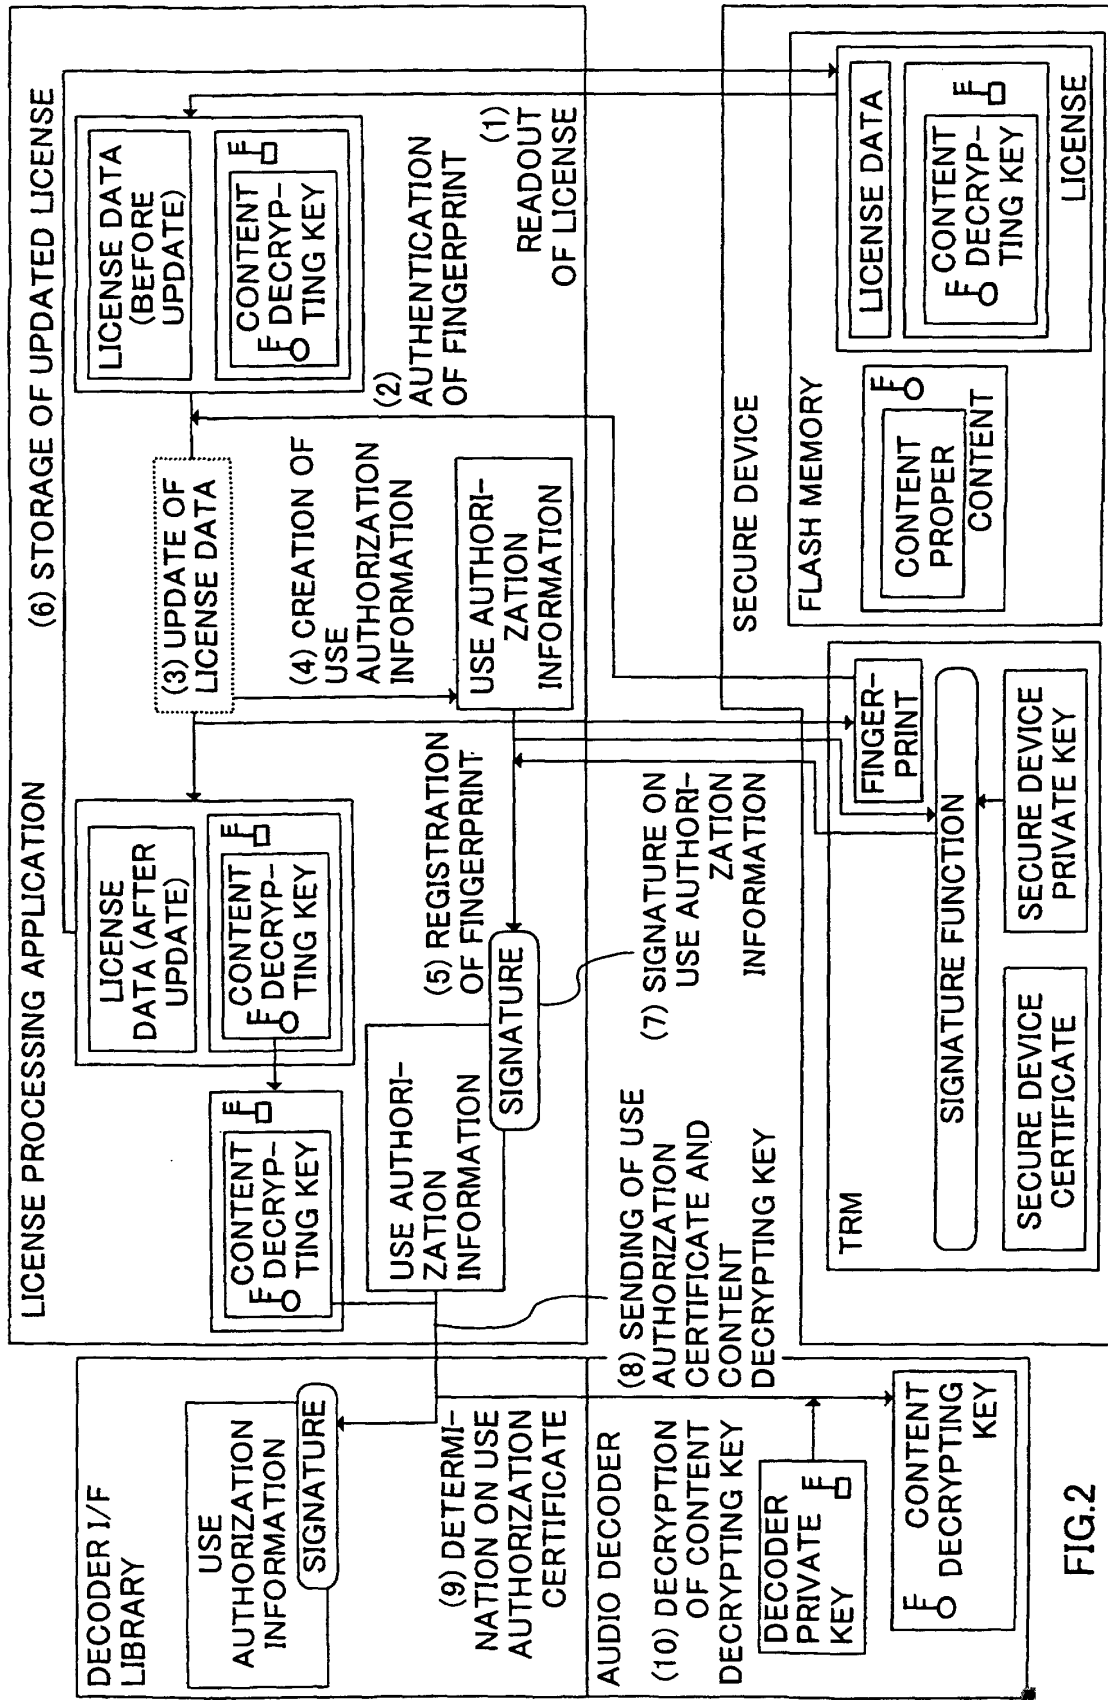 DECODER I/F
LIBRARY
USE
AUTHORIZATION
INFORMATION
SIGNATURE
(9) DETERMI-
NATION ON USE
AUTHORIZATION
CERTIFICATE
AUDIO DECODER
(10) DECRYPTION
OF CONTENT
DECRYPTING KEY
DECODER
PRIVATE
KEY
CONTENT
DECRYPTING
KEY
LICENSE PROCESSING APPLICATION
(6) STORAGE OF UPDATED LICENSE
CONTENT
DECRYP-
TING KEY
LICENSE
DATA (AFTER
UPDATE)
CONTENT
DECRYP-
TING KEY
(3) UPDATE OF
LICENSE DATA
LICENSE DATA
(BEFORE
UPDATE)
CONTENT
DECRYP-
TING KEY
USE AUTHORI-
ZATION
INFORMATION
SIGNATURE
(5) REGISTRATION
OF FINGERPRINT
(4) CREATION OF
USE
AUTHORIZATION
INFORMATION
USE AUTHORI-
ZATION
INFORMATION
(2)
AUTHENTICATION
OF FINGERPRINT
(1)
READOUT
OF LICENSE
(8) SENDING OF USE
AUTHORIZATION
CERTIFICATE AND
CONTENT
DECRYPTING KEY
(7) SIGNATURE ON
USE AUTHORI-
ZATION
INFORMATION
SECURE DEVICE
TRM
FINGER-
PRINT
SIGNATURE FUNCTION
SECURE DEVICE
CERTIFICATE
SECURE DEVICE
PRIVATE KEY
FLASH MEMORY
CONTENT
PROPER
CONTENT
LICENSE DATA
CONTENT
DECRYP-
TING KEY
LICENSE
FIG.2